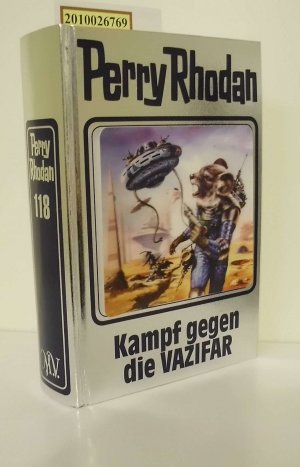 2010026769
Perry Rhodan
Kampf gegen
die VAZIFAR
Perry
Rhodan
118